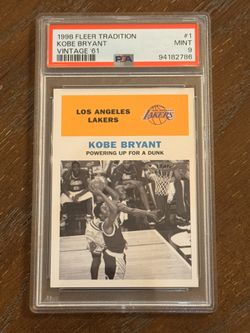 1998 FLEER TRADITION #1
KOBE BRYANT MINT
VINTAGE '61 PSA 9
94182786
LOS ANGELES
LAKERS
LAKERS
KOBE BRYANT
POWERING UP FOR A DUNK